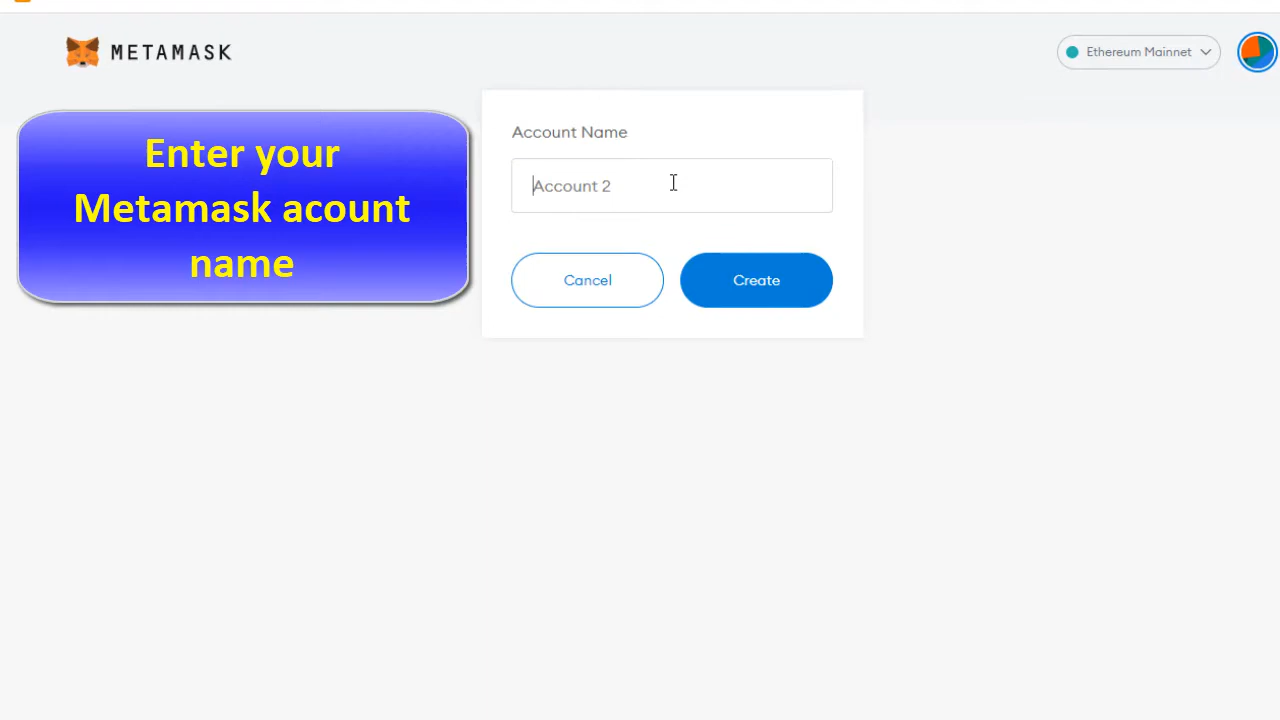 METAMASK
Ethereum Mainnet
Enter your
Metamask acount
name
Account Name
Account 2
Cancel
Create